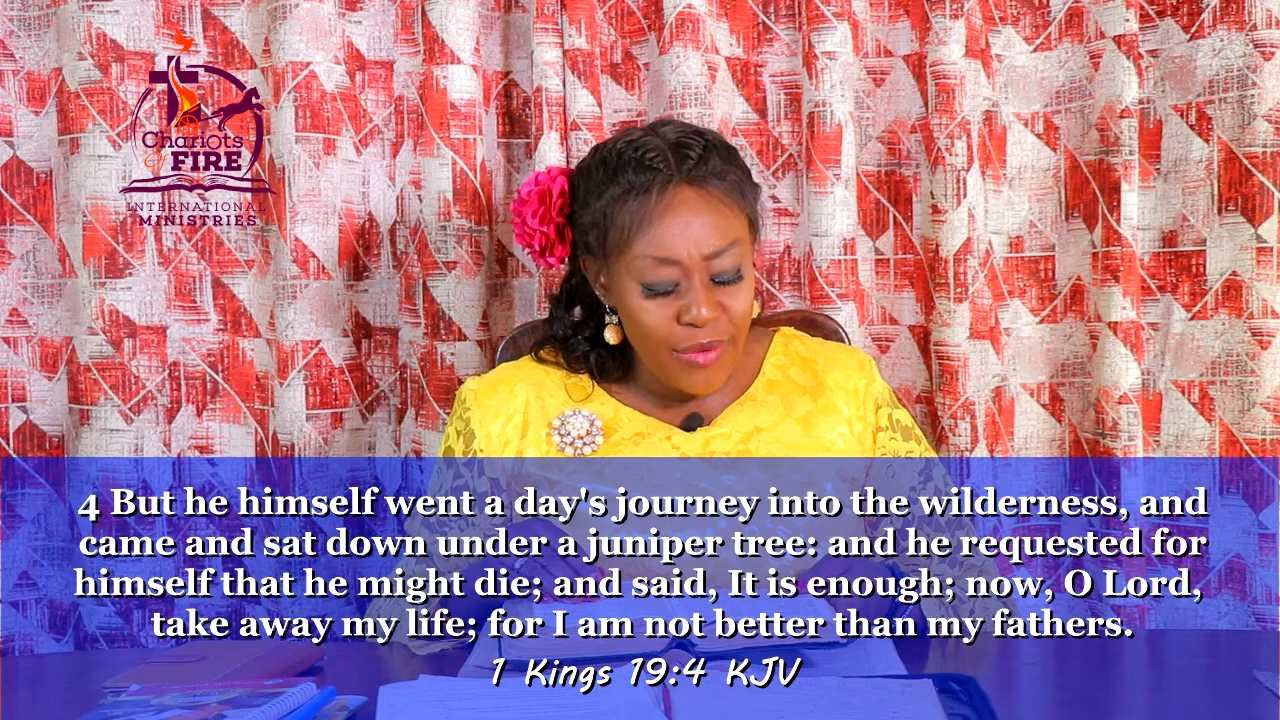 Chariots
Of FIRE
INTERNATIONAL
MINISTRIES
4 But he himself went a day's journey into the wilderness, and
came and sat down under a juniper tree: and he requested for
himself that he might die; and said, It is enough; now, O Lord,
take away my life; for I am not better than my fathers.
1 Kings 19:4 KJV